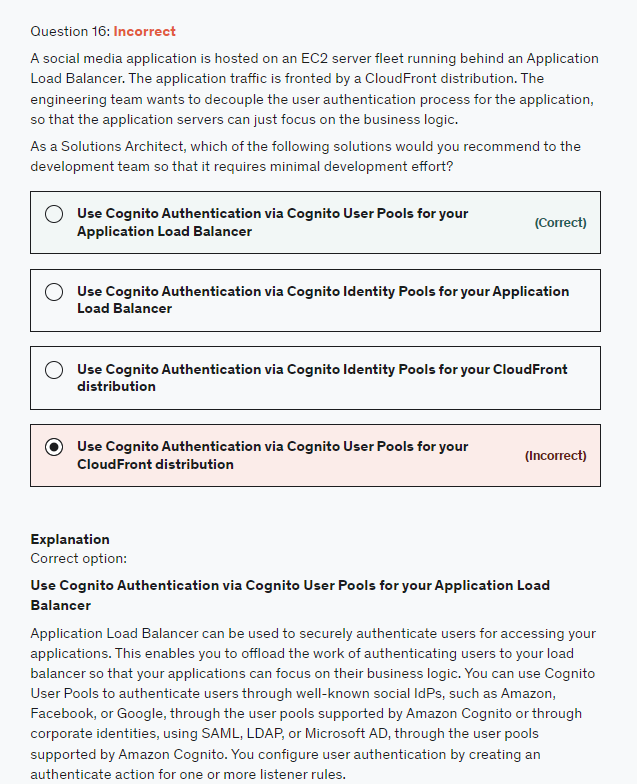 Question 16: Incorrect
A social media application is hosted on an EC2 server fleet running behind an Application
Load Balancer. The application traffic is fronted by a CloudFront distribution. The
engineering team wants to decouple the user authentication process for the application,
so that the application servers can just focus on the business logic.
As a Solutions Architect, which of the following solutions would you recommend to the
development team so that it requires minimal development effort?
Use Cognito Authentication via Cognito User Pools for your
Application Load Balancer
(Correct)
Use Cognito Authentication via Cognito Identity Pools for your Application
Load Balancer
Use Cognito Authentication via Cognito Identity Pools for your CloudFront
distribution
Use Cognito Authentication via Cognito User Pools for your
CloudFront distribution
(Incorrect)
Explanation
Correct option:
Use Cognito Authentication via Cognito User Pools for your Application Load
Balancer
Application Load Balancer can be used to securely authenticate users for accessing your
applications. This enables you to offload the work of authenticating users to your load
balancer so that your applications can focus on their business logic. You can use Cognito
User Pools to authenticate users through well-known social IdPs, such as Amazon,
Facebook, or Google, through the user pools supported by Amazon Cognito or through
corporate identities, using SAML, LDAP, or Microsoft AD, through the user pools
supported by Amazon Cognito. You configure user authentication by creating an
authenticate action for one or more listener rules.